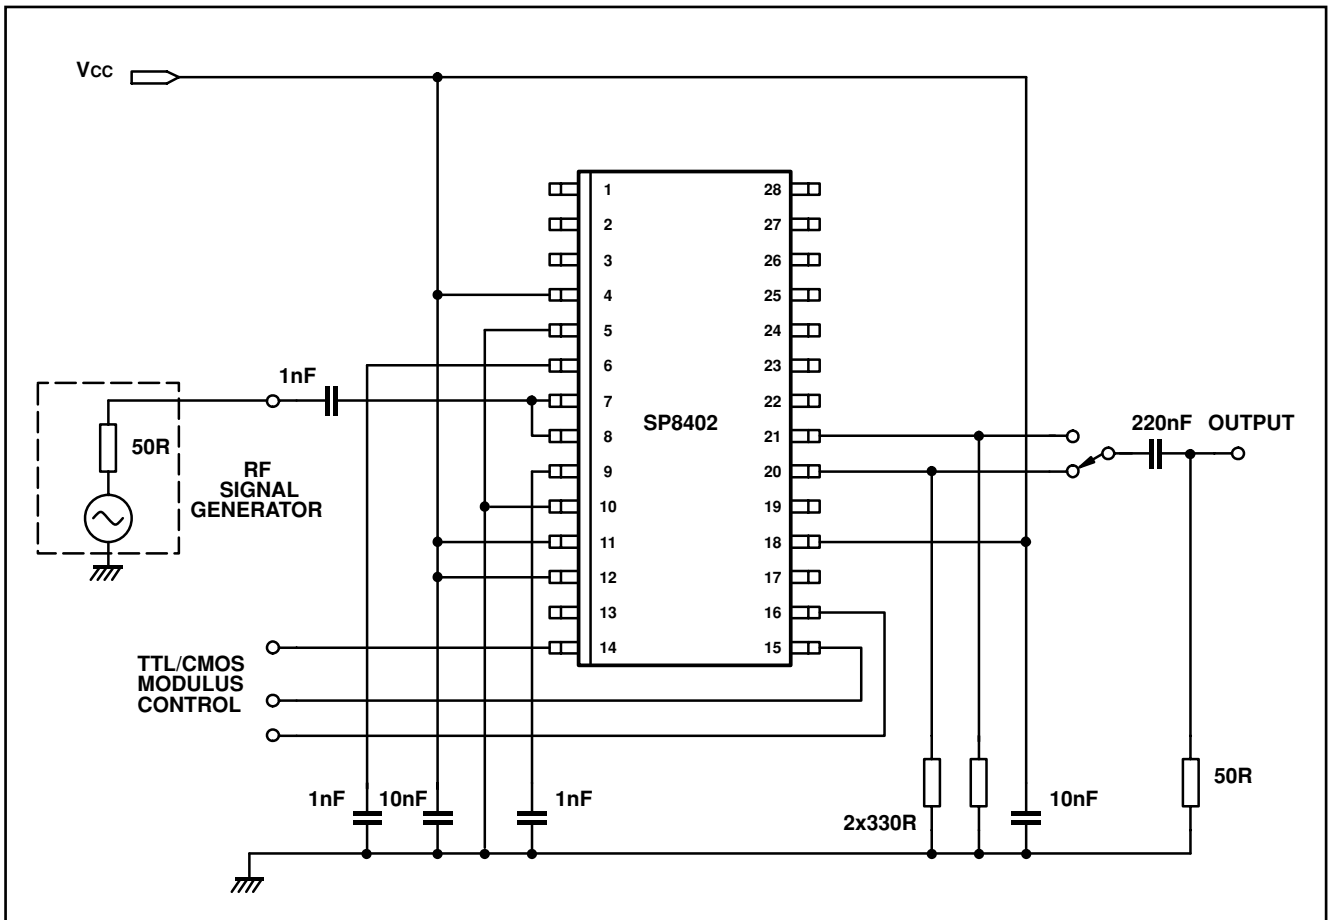 Vcc
1
28
2
27
3
26
4
25
5
24
6
23
1nF
7
22
8
SP8402
21
220nF OUTPUT
50R
9
20
RF
SIGNAL
GENERATOR
10
19
11
18
12
17
13
16
14
15
TTL/CMOS
MODULUS
CONTROL
1nF
10nF
1nF
2x330R
10nF
50R